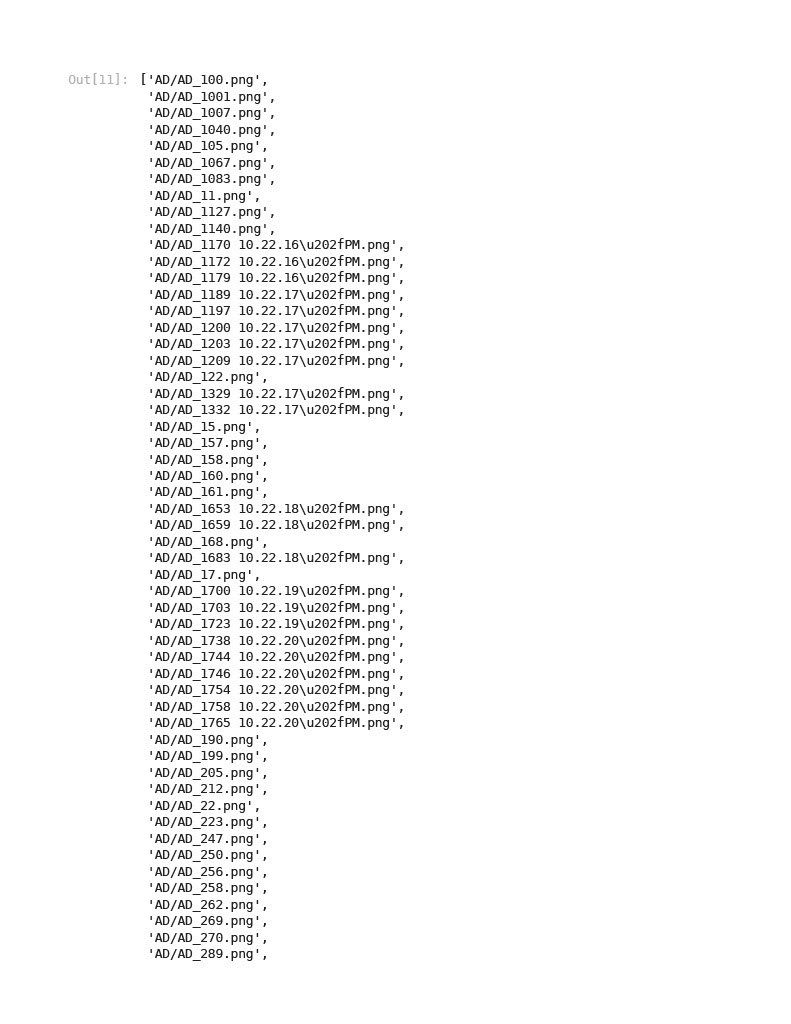 Out[11]: ['AD/AD_100.png',
'AD/AD_1001.png',
'AD/AD_1007.png',
'AD/AD_1040.png',
'AD/AD_105.png',
'AD/AD_1067.png',
'AD/AD_1083.png',
'AD/AD_11.png',
'AD/AD_1127.png',
'AD/AD_1140.png',
'AD/AD_1170 10.22.16\u202fPM.png',
'AD/AD_1172 10.22.16\u202fPM.png',
'AD/AD_1179 10.22.16\u202fPM.png',
'AD/AD_1189 10.22.17\u202fPM.png',
'AD/AD_1197 10.22.17\u202fPM.png',
'AD/AD_1200 10.22.17\u202fPM.png',
'AD/AD_1203 10.22.17\u202fPM.png',
'AD/AD_1209 10.22.17\u202fPM.png',
'AD/AD_122.png',
'AD/AD_1329 10.22.17\u202fPM.png',
'AD/AD_1332 10.22.17\u202fPM.png',
'AD/AD_15.png',
'AD/AD_157.png',
'AD/AD_158.png',
'AD/AD_160.png',
'AD/AD_161.png',
'AD/AD_1653 10.22.18\u202fPM.png',
'AD/AD_1659 10.22.18\u202fPM.png',
'AD/AD_168.png',
'AD/AD_1683 10.22.18\u202fPM.png',
'AD/AD_17.png',
'AD/AD_1700 10.22.19\u202fPM.png',
'AD/AD_1703 10.22.19\u202fPM.png',
'AD/AD_1723 10.22.19\u202fPM.png',
'AD/AD_1738 10.22.20\u202fPM.png',
'AD/AD_1744 10.22.20\u202fPM.png',
'AD/AD_1746 10.22.20\u202fPM.png',
'AD/AD_1754 10.22.20\u202fPM.png',
'AD/AD_1758 10.22.20\u202fPM.png',
'AD/AD_1765 10.22.20\u202fPM.png',
'AD/AD_190.png',
'AD/AD_199.png',
'AD/AD_205.png',
'AD/AD_212.png',
'AD/AD_22.png',
'AD/AD_223.png',
'AD/AD_247.png',
'AD/AD_250.png',
'AD/AD_256.png',
'AD/AD_258.png',
'AD/AD_262.png',
'AD/AD_269.png',
'AD/AD_270.png',
'AD/AD_289.png',